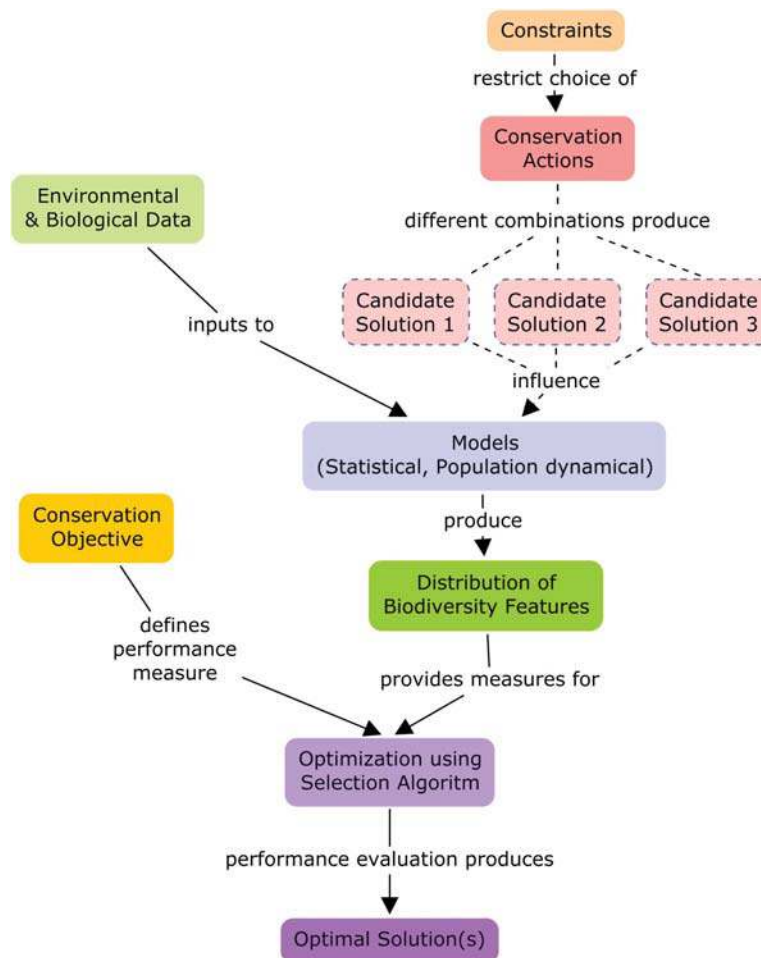 Constraints
restrict choice of
Conservation
Actions
Environmental
& Biological Data
different combinations produce
Candidate
Solution 1
Candidate
Solution 2
Candidate
Solution 3
inputs to
influence
Models
(Statistical, Population dynamical)
Conservation
Objective
produce
Distribution of
Biodiversity Features
defines
performance
measure
provides measures for
Optimization using
Selection Algoritm
performance evaluation produces
Optimal Solution(s)